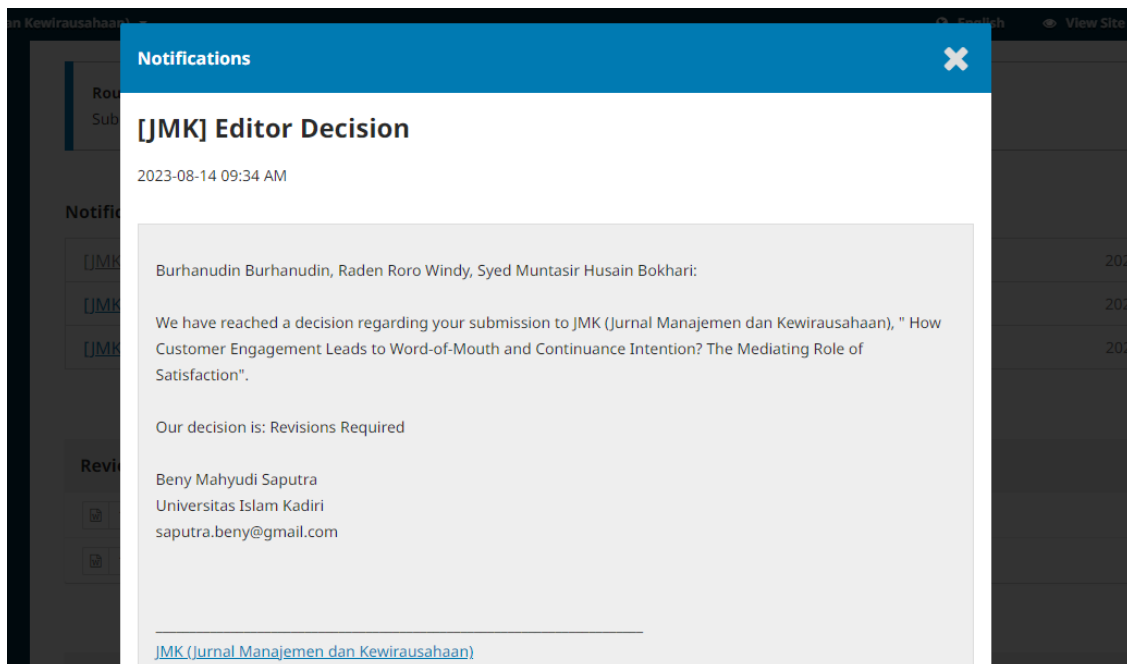 an Kewirausahaan)
English
View Site
Notifications
Rou
Sub
[JMK] Editor Decision
2023-08-14 09:34 AM
Notific
Burhanudin Burhanudin, Raden Roro Windy, Syed Muntasir Husain Bokhari:
[JMK
202
We have reached a decision regarding your submission to JMK (Jurnal Manajemen dan Kewirausahaan), " How
[JMK
202
Customer Engagement Leads to Word-of-Mouth and Continuance Intention? The Mediating Role of
[JMK
202
Satisfaction".
Our decision is: Revisions Required
Revie
Beny Mahyudi Saputra
Universitas Islam Kadiri
saputra.beny@gmail.com
JMK (Jurnal Manajemen dan Kewirausahaan)